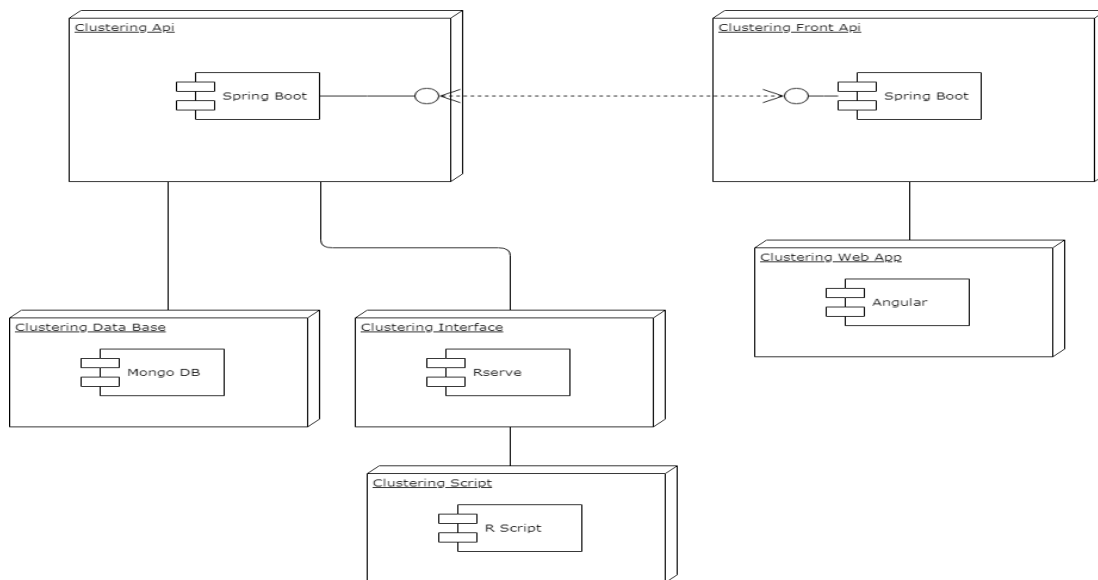 Clustering Api
Clustering Front Api
Spring Boot
Spring Boot
Clustering Web App
Angular
Clustering Data Base
Clustering Interface
Mongo DB
Rserve
Clustering Script
R Script